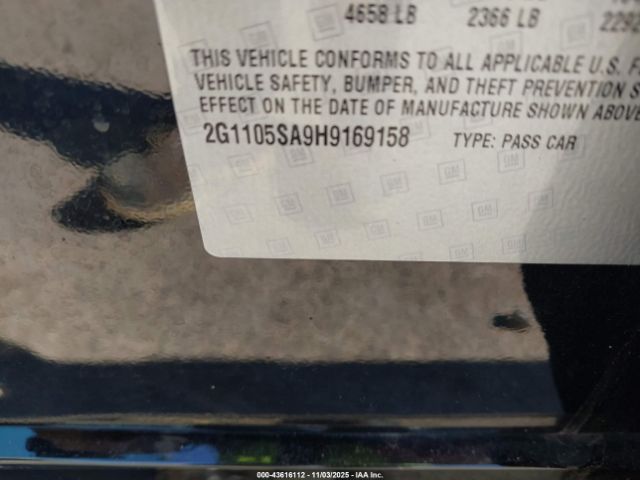 4658 LB 2366 LB
THIS VEHICLE CONFORMS TO ALL APPLICABLE U.S.
VEHICLE SAFETY, BUMPER, AND THEFT PREVENTION
EFFECT ON THE DATE OF MANUFACTURE SHOWN ABOVE
2G1105SA9H9169158 TYPE: PASS CAR
GM
000-43616112 - 11/03/2025 - IAA Inc.